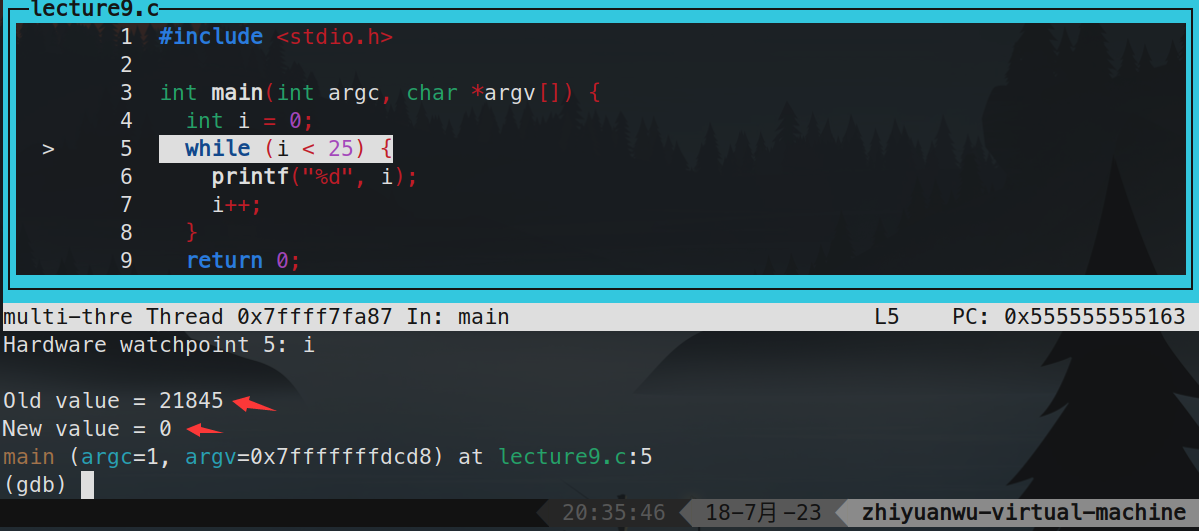 lecture9.c
1 #include <stdio.h>
2
3 int main(int argc, char *argv[]) {
4 int i = 0;
> 5 while (i < 25) {
6 printf("%d", i);
7 i++;
8 }
9 return 0;
multi-thre Thread 0x7ffff7fa87 In: main L5 PC: 0x555555555163
Hardware watchpoint 5: i
Old value = 21845
New value = 0
main (argc=1, argv=0x7fffffffdcd8) at lecture9.c:5
(gdb)
20:35:46 18-7月-23 zhiyuanwu-virtual-machine